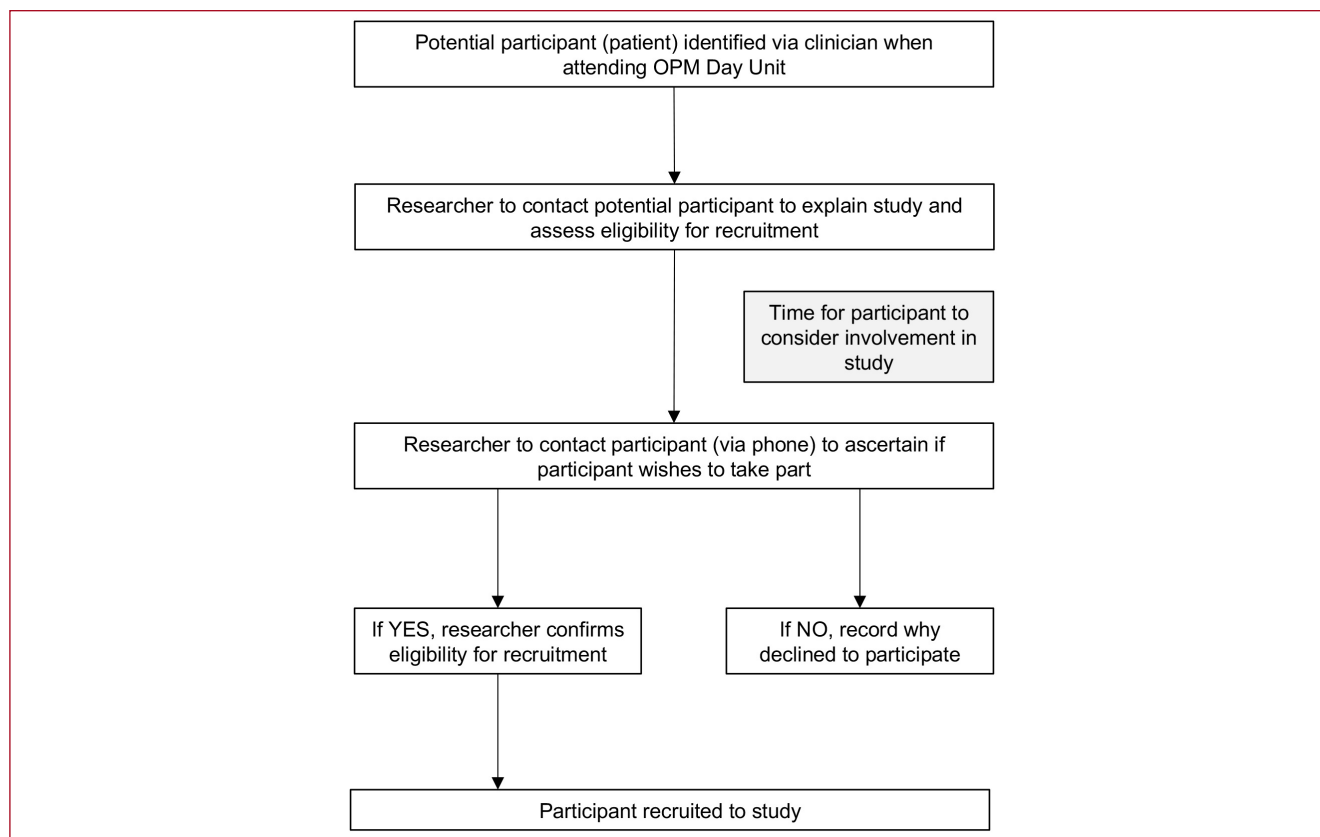 Potential participant (patient) identified via clinician when
attending OPM Day Unit
Researcher to contact potential participant to explain study and
assess eligibility for recruitment
Time for participant to
consider involvement in
study
Researcher to contact participant (via phone) to ascertain if
participant wishes to take part
If YES, researcher confirms
eligibility for recruitment
If NO, record why
declined to participate
Participant recruited to study